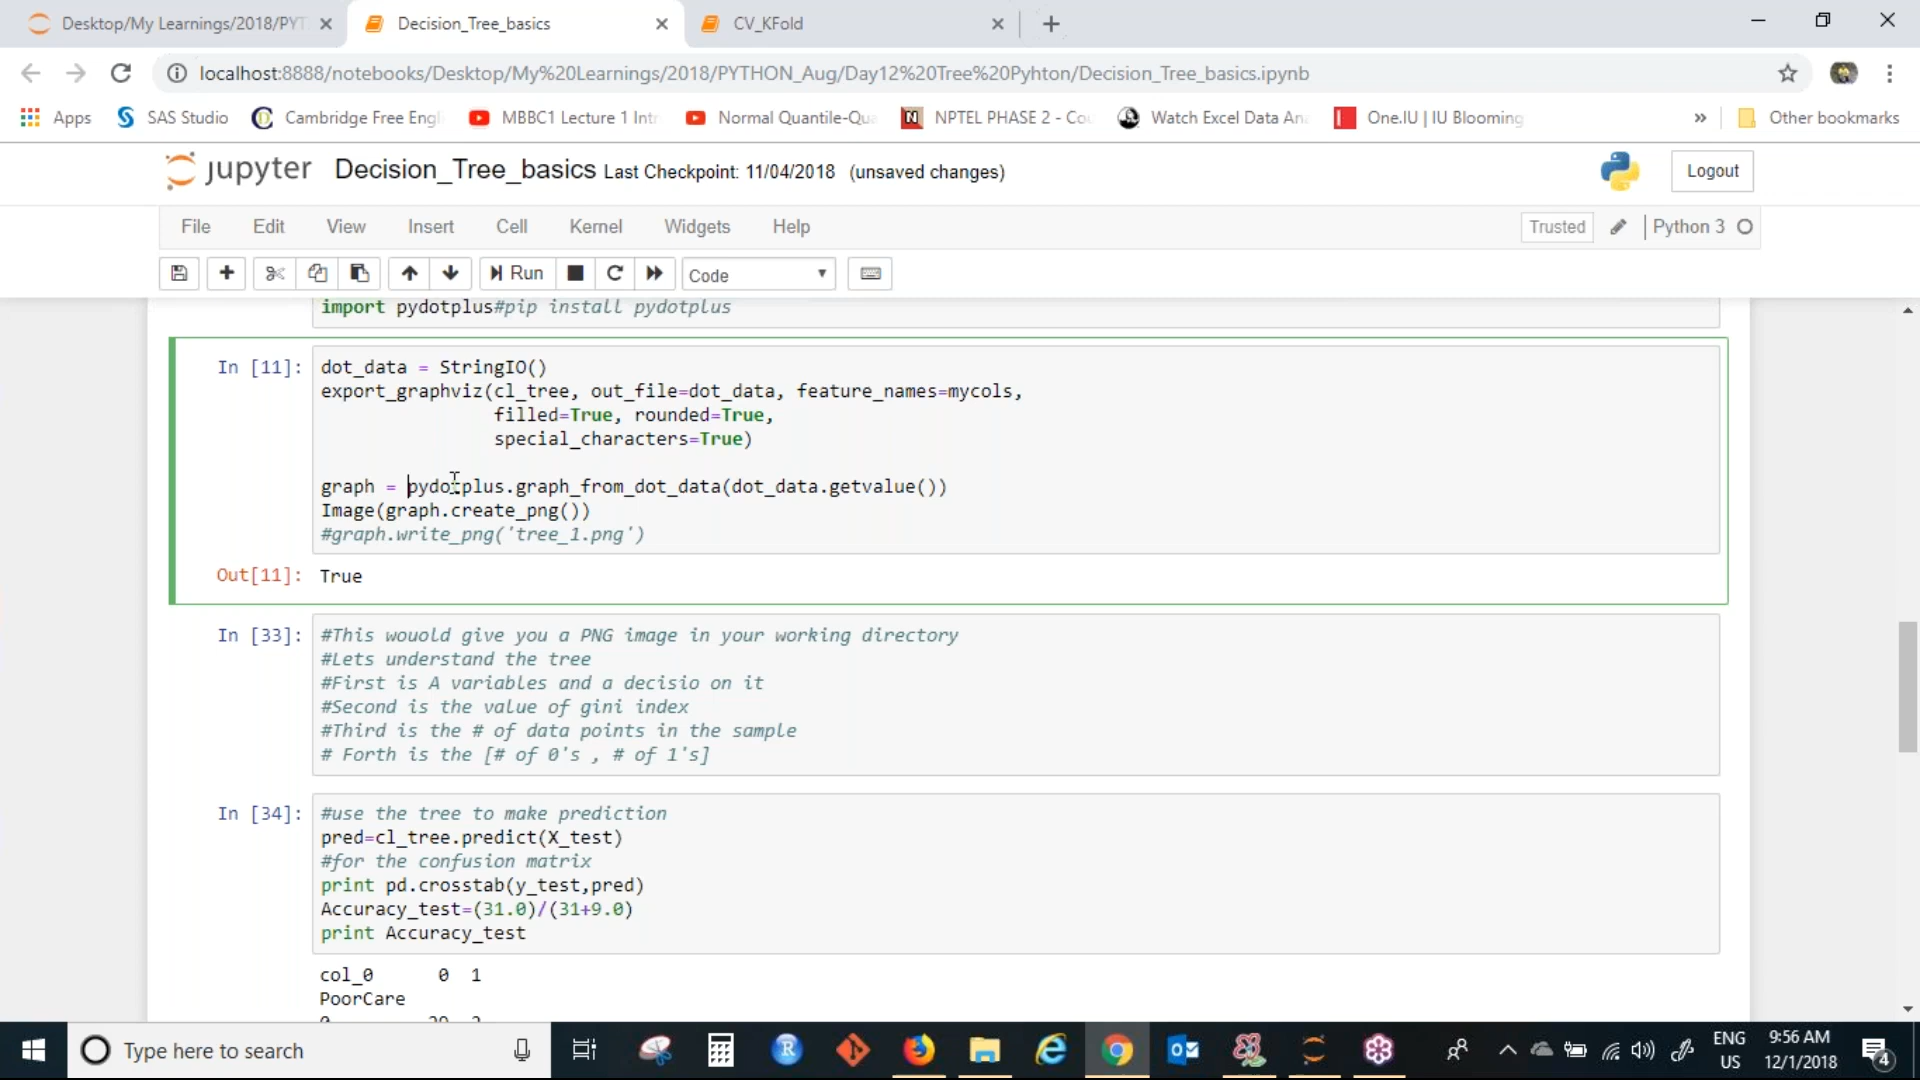 Desktop/My Learnings/2018/PYT
Decision_Tree_basics
CV_KFold
localhost:8888/notebooks/Desktop/My%20Learnings/2018/PYTHON_Aug/Day12%20Tree%20Pyhton/Decision_Tree_basics.ipynb
Apps
SAS Studio
Cambridge Free Engl
MBBC1 Lecture 1 Intr
Normal Quantile-Qua
NPTEL PHASE 2 - Cou
Watch Excel Data Ana
One.IU | IU Blooming
»
Other bookmarks
jupyter Decision_Tree_basics Last Checkpoint: 11/04/2018 (unsaved changes)
Logout
File Edit View Insert Cell Kernel Widgets Help
Trusted
Python 3
Run
Code
import pydotplus#pip install pydotplus
In [11]: dot_data = StringIO()
export_graphviz(cl_tree, out_file=dot_data, feature_names=mycols,
filled=True, rounded=True,
special_characters=True)
graph = pydotplus.graph_from_dot_data(dot_data.getvalue())
Image(graph.create_png())
#graph.write_png('tree_1.png')
Out[11]: True
In [33]: #This wouold give you a PNG image in your working directory
#Lets understand the tree
#First is A variables and a decisio on it
#Second is the value of gini index
#Third is the # of data points in the sample
# Forth is the [# of 0's , # of 1's]
In [34]: #use the tree to make prediction
pred=cl_tree.predict(X_test)
#for the confusion matrix
print pd.crosstab(y_test,pred)
Accuracy_test=(31.0)/(31+9.0)
print Accuracy_test
col_0 0 1
PoorCare
Type here to search
ENG
US
9:56 AM
12/1/2018
4